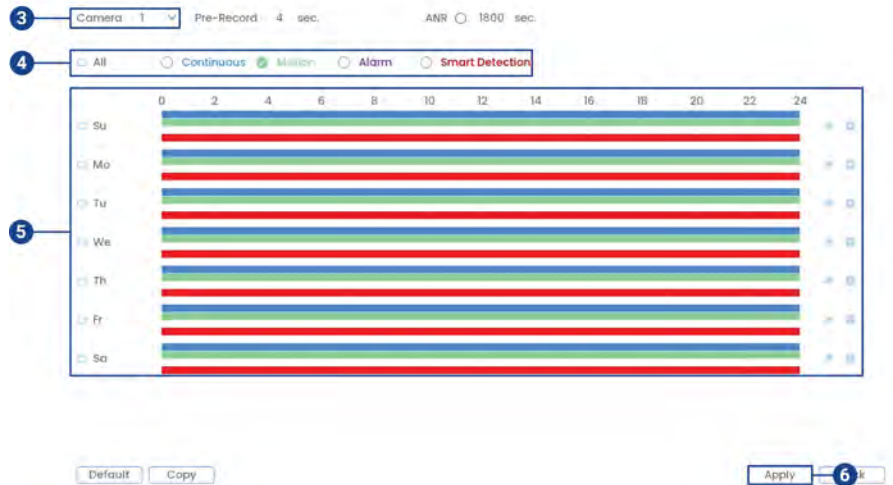 3 Camera 1 Pre-Record 4 sec. ANR 1800 sec.
4 All Continuous Motion Alarm Smart Detection
0 2 4 6 8 10 12 14 16 18 20 22 24
Su
Mo
Tu
5 We
Th
Fr
Sa
Default Copy Apply 6